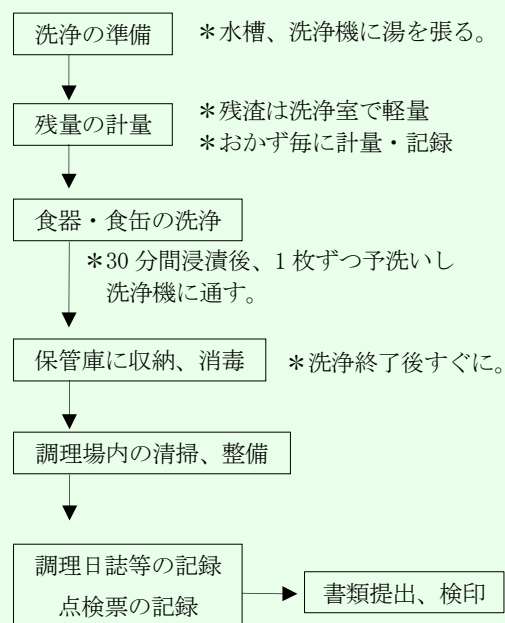 洗浄の準備 ＊水槽、洗浄機に湯を張る。
残量の計量 ＊残渣は洗浄室で軽量
＊おかず毎に計量・記録
食器・食缶の洗浄
＊30 分間浸漬後、1 枚ずつ予洗いし
洗浄機に通す。
保管庫に収納、消毒 ＊洗浄終了後すぐに。
調理場内の清掃、整備
調理日誌等の記録
点検票の記録
書類提出、検印